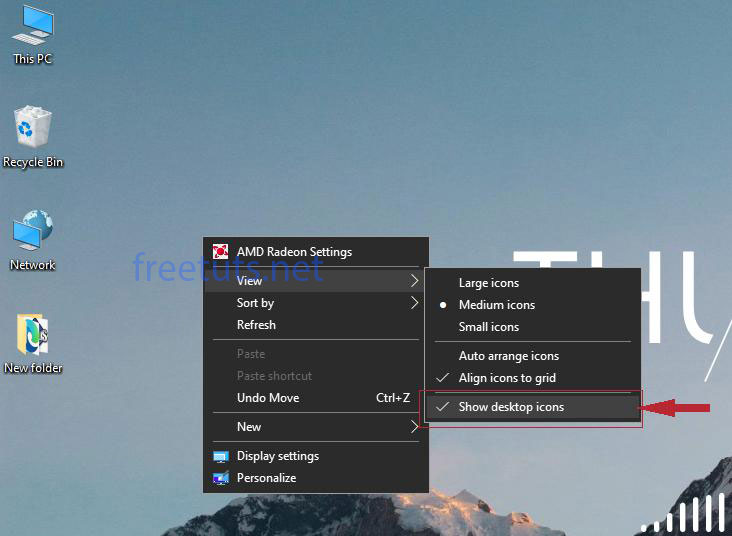 This PC
Recycle Bin
Network
New folder
freetuts.net
AMD Radeon Settings
View
Sort by
Refresh
Paste
Paste shortcut
Undo Move Ctrl+Z
New
Display settings
Personalize
Large icons
Medium icons
Small icons
Auto arrange icons
Align icons to grid
Show desktop icons